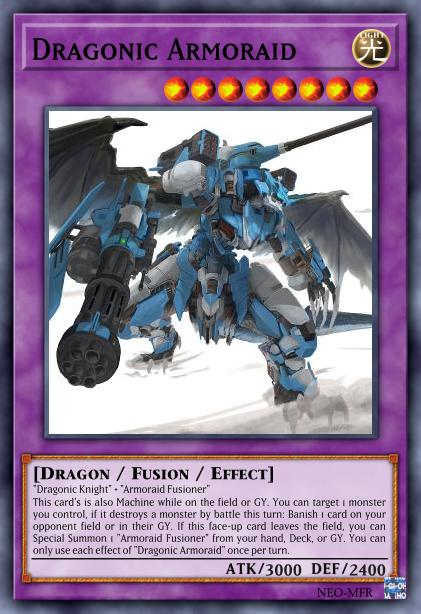 DRAGONIC ARMORAID
LIGHT
光
[DRAGON / FUSION / EFFECT]
"Dragonic Knight" + "Armoraid Fusioner"
This card's is also Machine while on the field or GY. You can target 1 monster
you control, if it destroys a monster by battle this turn: Banish 1 card on your
opponent field or in their GY. If this face-up card leaves the field, you can
Special Summon 1 "Armoraid Fusioner" from your hand, Deck, or GY. You can
only use each effect of "Dragonic Armoraid" once per turn.
ATK/3000 DEF/2400
NEO-MFR